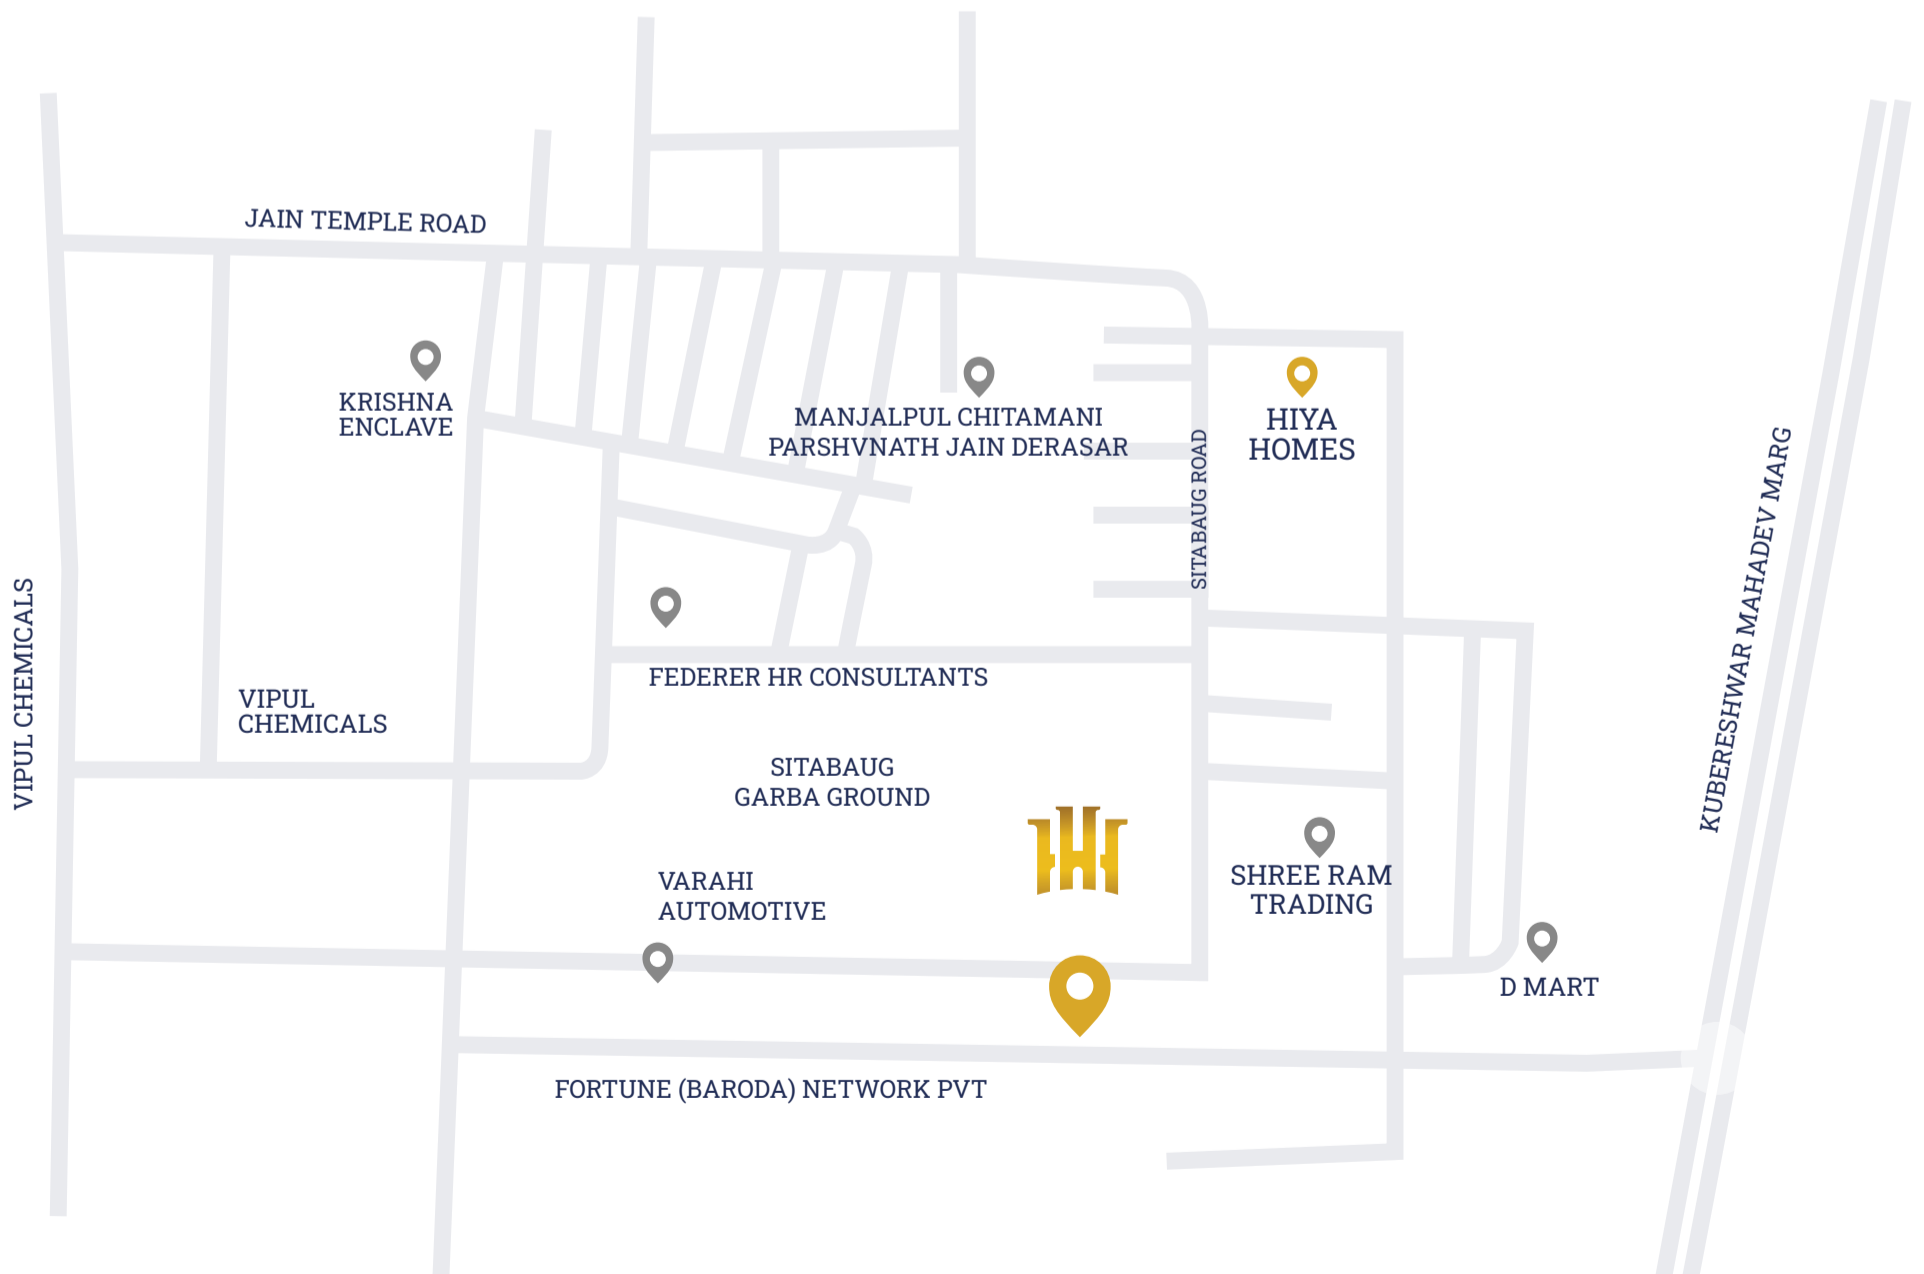 JAIN TEMPLE ROAD
KRISHNA
ENCLAVE
MANJALPUL CHITAMANI
PARSHVNATH JAIN DERASAR
HIYA
HOMES
SITABAUG ROAD
KUBERESHWAR MAHADEV MARG
VIPUL CHEMICALS
FEDERER HR CONSULTANTS
VIPUL
CHEMICALS
SITABAUG
GARBA GROUND
VARAHI
AUTOMOTIVE
SHREE RAM
TRADING
D MART
FORTUNE (BARODA) NETWORK PVT